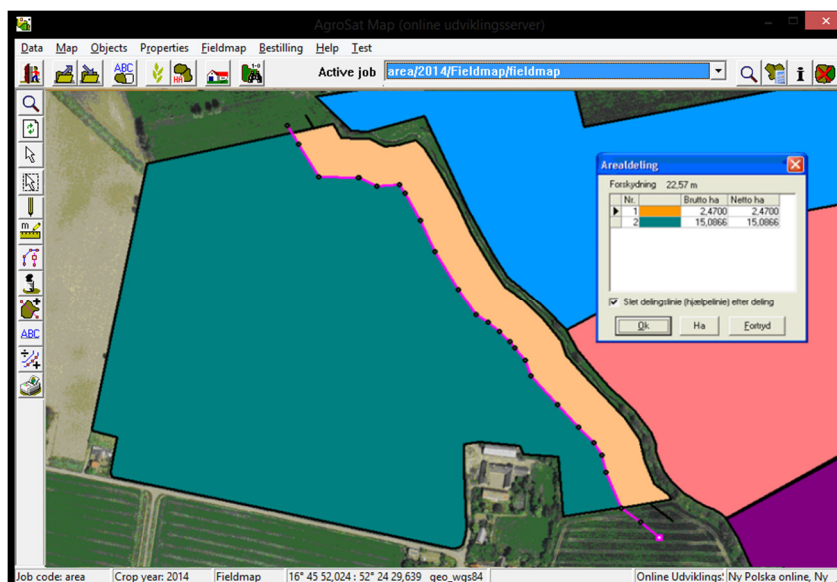 AgroSat Map (online udviklingsserver)
Data Map Objects Properties Fieldmap Bestilling Help Test
ABC HA Active job area/2014/Fieldmap/fieldmap i
m
ABC
Arealdeling
Forskydning 22,57 m
Nr. Brutto ha Netto ha
1 2,4700 2,4700
2 15,0866 15,0866
Slet delingslinie (hjælpelinie) efter deling
Ok Ha Fortryd
Job code: area Crop year: 2014 Fieldmap 16° 45 52,024 : 52° 24 29,639 geo_wgs84 Online Udviklings: Ny Polska online, Ny